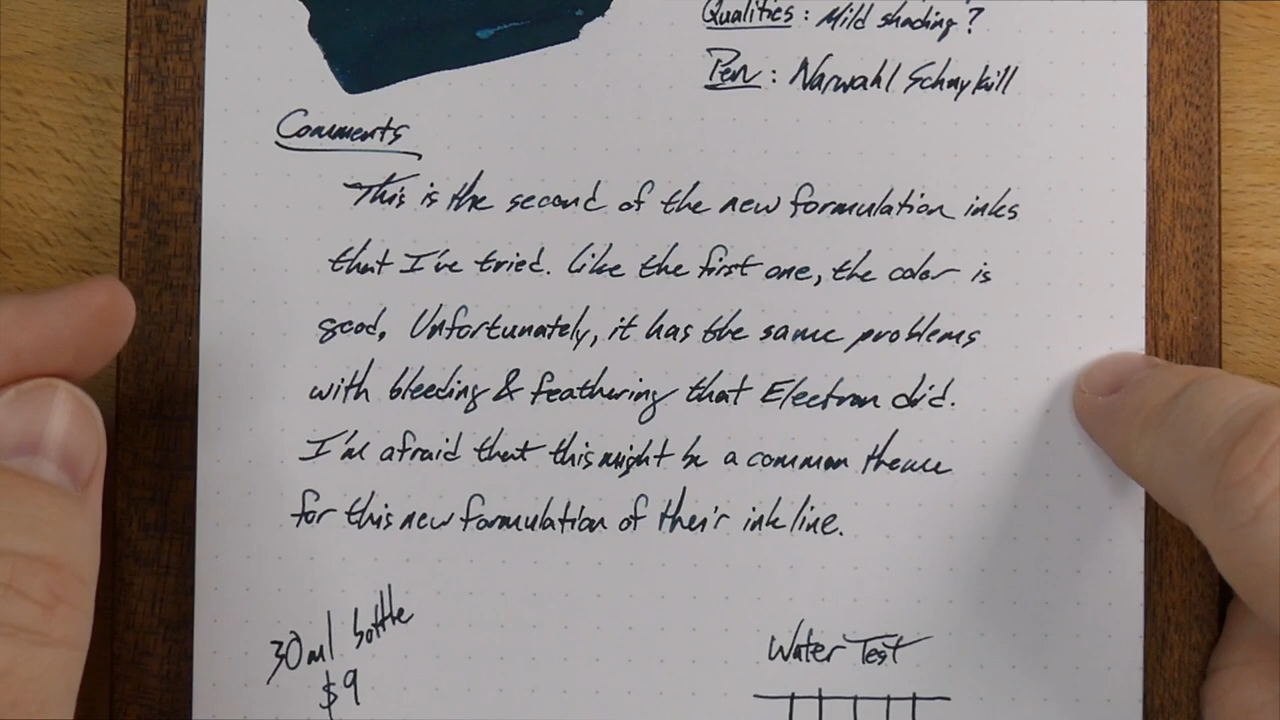 Qualities: Mild shading?
Pen: Narwahl Schuykill
Comments
This is the second of the new formulation inks
that I've tried. Like the first one, the color is
good. Unfortunately, it has the same problems
with bleeding & feathering that Electron did.
I'm afraid that this might be a common theme
for this new formulation of their ink line.
30ml bottle
$9
Water Test